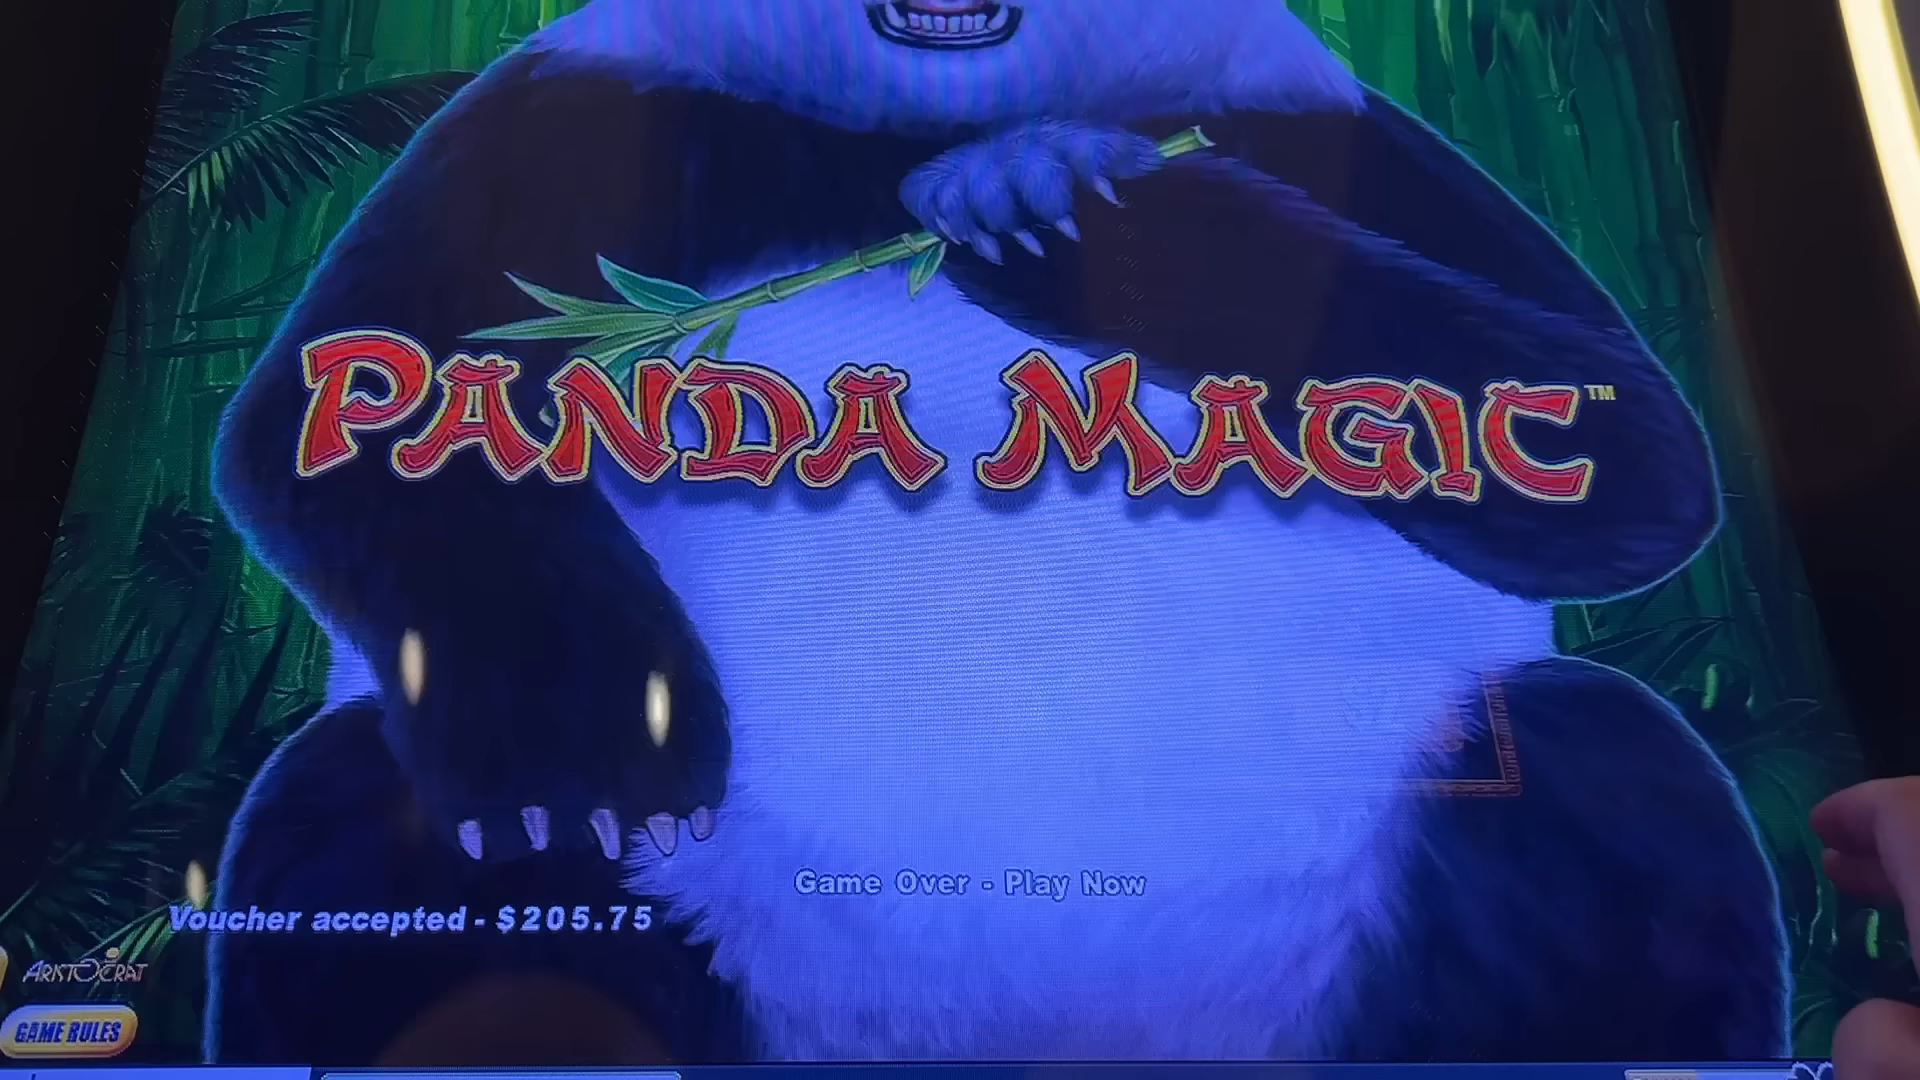 PANDA MAGIC™
Game Over - Play Now
Voucher accepted - $205.75
ARISTOCRAT
GAME RULES